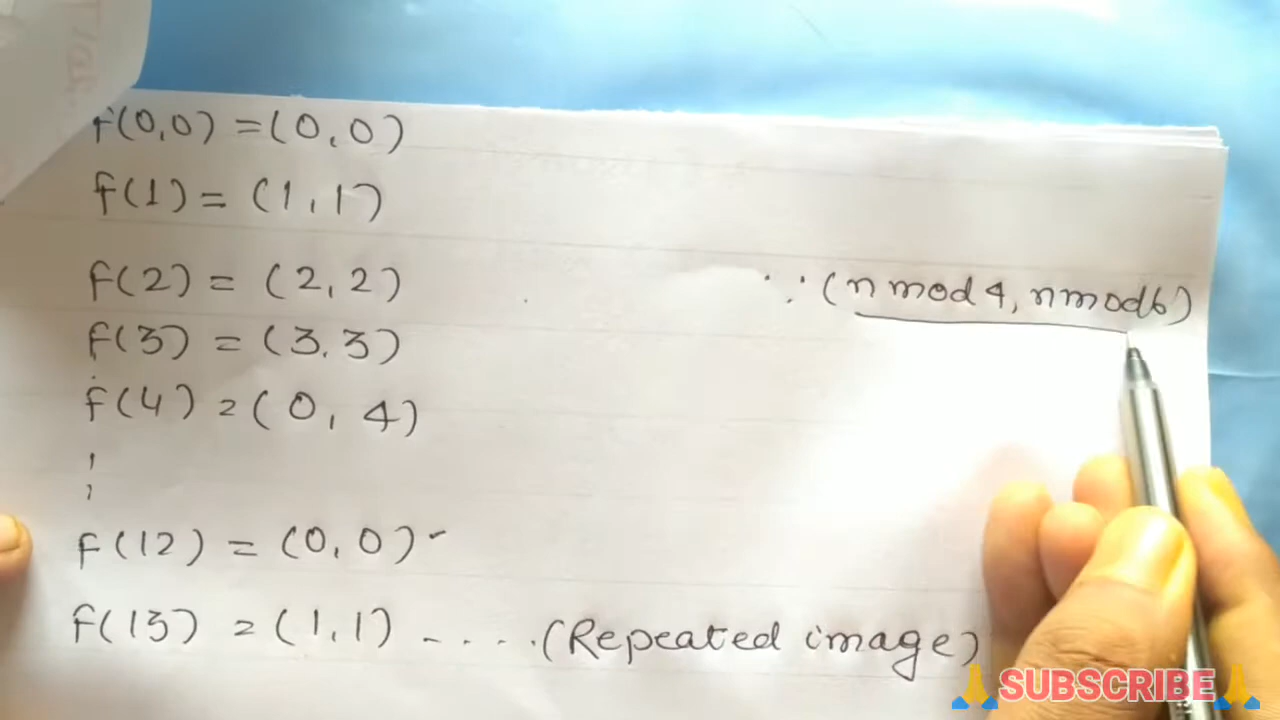 f(0,0) = (0,0)
f(1) = (1,1)
f(2) = (2,2)
∵ (n mod 4, n mod 6)
f(3) = (3,3)
f(4) = (0,4)
f(12) = (0,0)
f(13) = (1,1) - - - . (Repeated image)
🙏SUBSCRIBE🙏